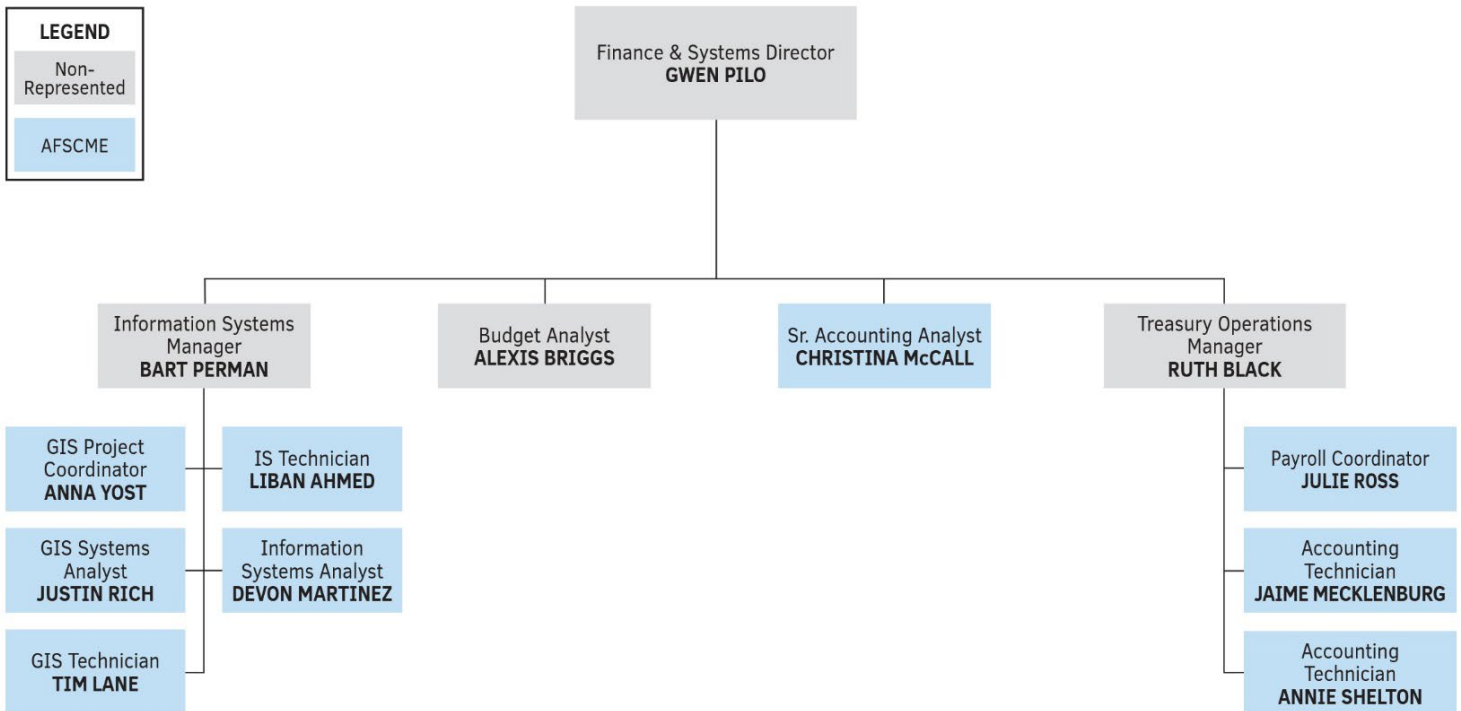 LEGEND
Non-
Represented
AFSCME
Finance & Systems Director
GWEN PILO
Information Systems
Manager
BART PERMAN
Budget Analyst
ALEXIS BRIGGS
Sr. Accounting Analyst
CHRISTINA McCALL
Treasury Operations
Manager
RUTH BLACK
GIS Project
Coordinator
ANNA YOST
IS Technician
LIBAN AHMED
GIS Systems
Analyst
JUSTIN RICH
Information
Systems Analyst
DEVON MARTINEZ
GIS Technician
TIM LANE
Payroll Coordinator
JULIE ROSS
Accounting
Technician
JAIME MECKLENBURG
Accounting
Technician
ANNIE SHELTON